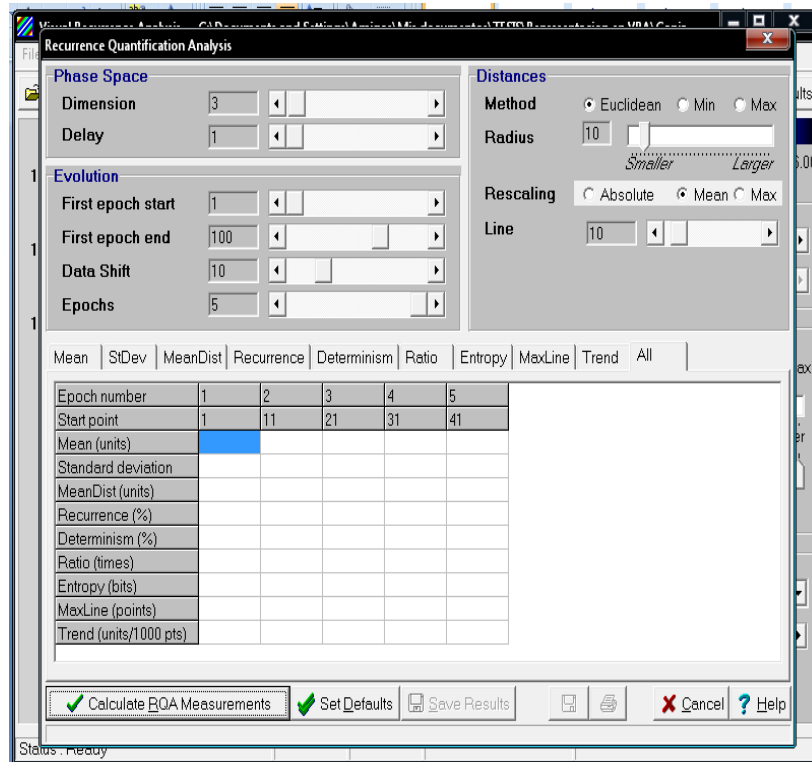 Recurrence Quantification Analysis
Phase Space
Dimension 3
Delay 1
Evolution
First epoch start 1
First epoch end 100
Data Shift 10
Epochs 5
Distances
Method Euclidean Min Max
Radius 10
Smaller Larger
Rescaling Absolute Mean Max
Line 10
Mean StDev MeanDist Recurrence Determinism Ratio Entropy MaxLine Trend All
Epoch number 1 2 3 4 5
Start point 1 11 21 31 41
Mean (units)
Standard deviation
MeanDist (units)
Recurrence (%)
Determinism (%)
Ratio (times)
Entropy (bits)
MaxLine (points)
Trend (units/1000 pts)
Calculate RQA Measurements Set Defaults Save Results Cancel Help
Status : Ready